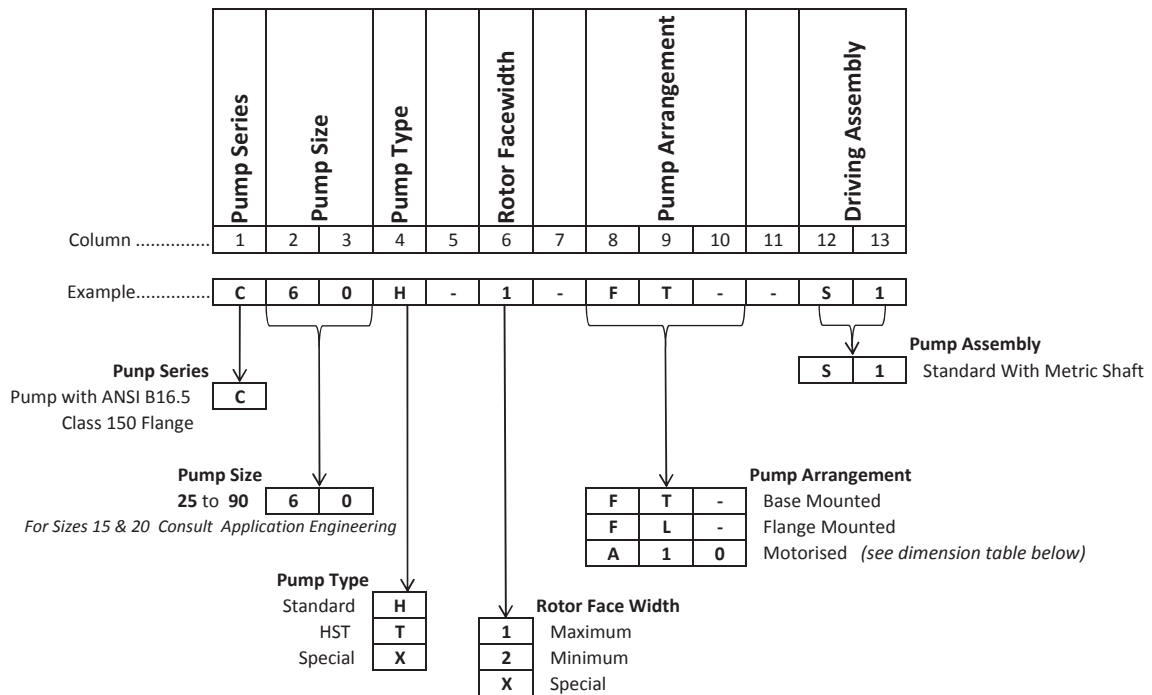 Pump Series
Pump Size
Pump Type
Rotor Facewidth
Pump Arrangement
Driving Assembly
Column ............... 1 2 3 4 5 6 7 8 9 10 11 12 13
Example............... C 6 0 H - 1 - F T - - S 1
Pump Assembly
S 1 Standard With Metric Shaft
Punp Series
Pump with ANSI B16.5 C
Class 150 Flange
Pump Size
25 to 90 6 0
For Sizes 15 & 20 Consult Application Engineering
Pump Arrangement
F T - Base Mounted
F L - Flange Mounted
A 1 0 Motorised (see dimension table below)
Pump Type
Standard H
HST T
Special X
Rotor Face Width
1 Maximum
2 Minimum
X Special